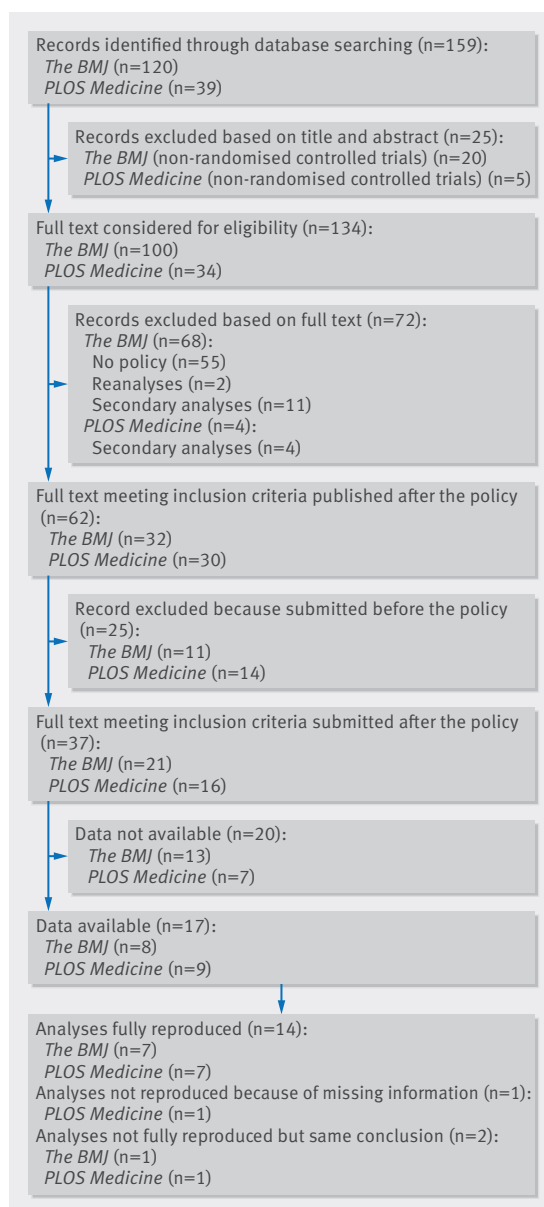 Records identified through database searching (n=159):
The BMJ (n=120)
PLOS Medicine (n=39)
Records excluded based on title and abstract (n=25):
The BMJ (non-randomised controlled trials) (n=20)
PLOS Medicine (non-randomised controlled trials) (n=5)
Full text considered for eligibility (n=134):
The BMJ (n=100)
PLOS Medicine (n=34)
Records excluded based on full text (n=72):
The BMJ (n=68):
No policy (n=55)
Reanalyses (n=2)
Secondary analyses (n=11)
PLOS Medicine (n=4):
Secondary analyses (n=4)
Full text meeting inclusion criteria published after the policy
(n=62):
The BMJ (n=32)
PLOS Medicine (n=30)
Record excluded because submitted before the policy
(n=25):
The BMJ (n=11)
PLOS Medicine (n=14)
Full text meeting inclusion criteria submitted after the policy
(n=37):
The BMJ (n=21)
PLOS Medicine (n=16)
Data not available (n=20):
The BMJ (n=13)
PLOS Medicine (n=7)
Data available (n=17):
The BMJ (n=8)
PLOS Medicine (n=9)
Analyses fully reproduced (n=14):
The BMJ (n=7)
PLOS Medicine (n=7)
Analyses not reproduced because of missing information (n=1):
PLOS Medicine (n=1)
Analyses not fully reproduced but same conclusion (n=2):
The BMJ (n=1)
PLOS Medicine (n=1)